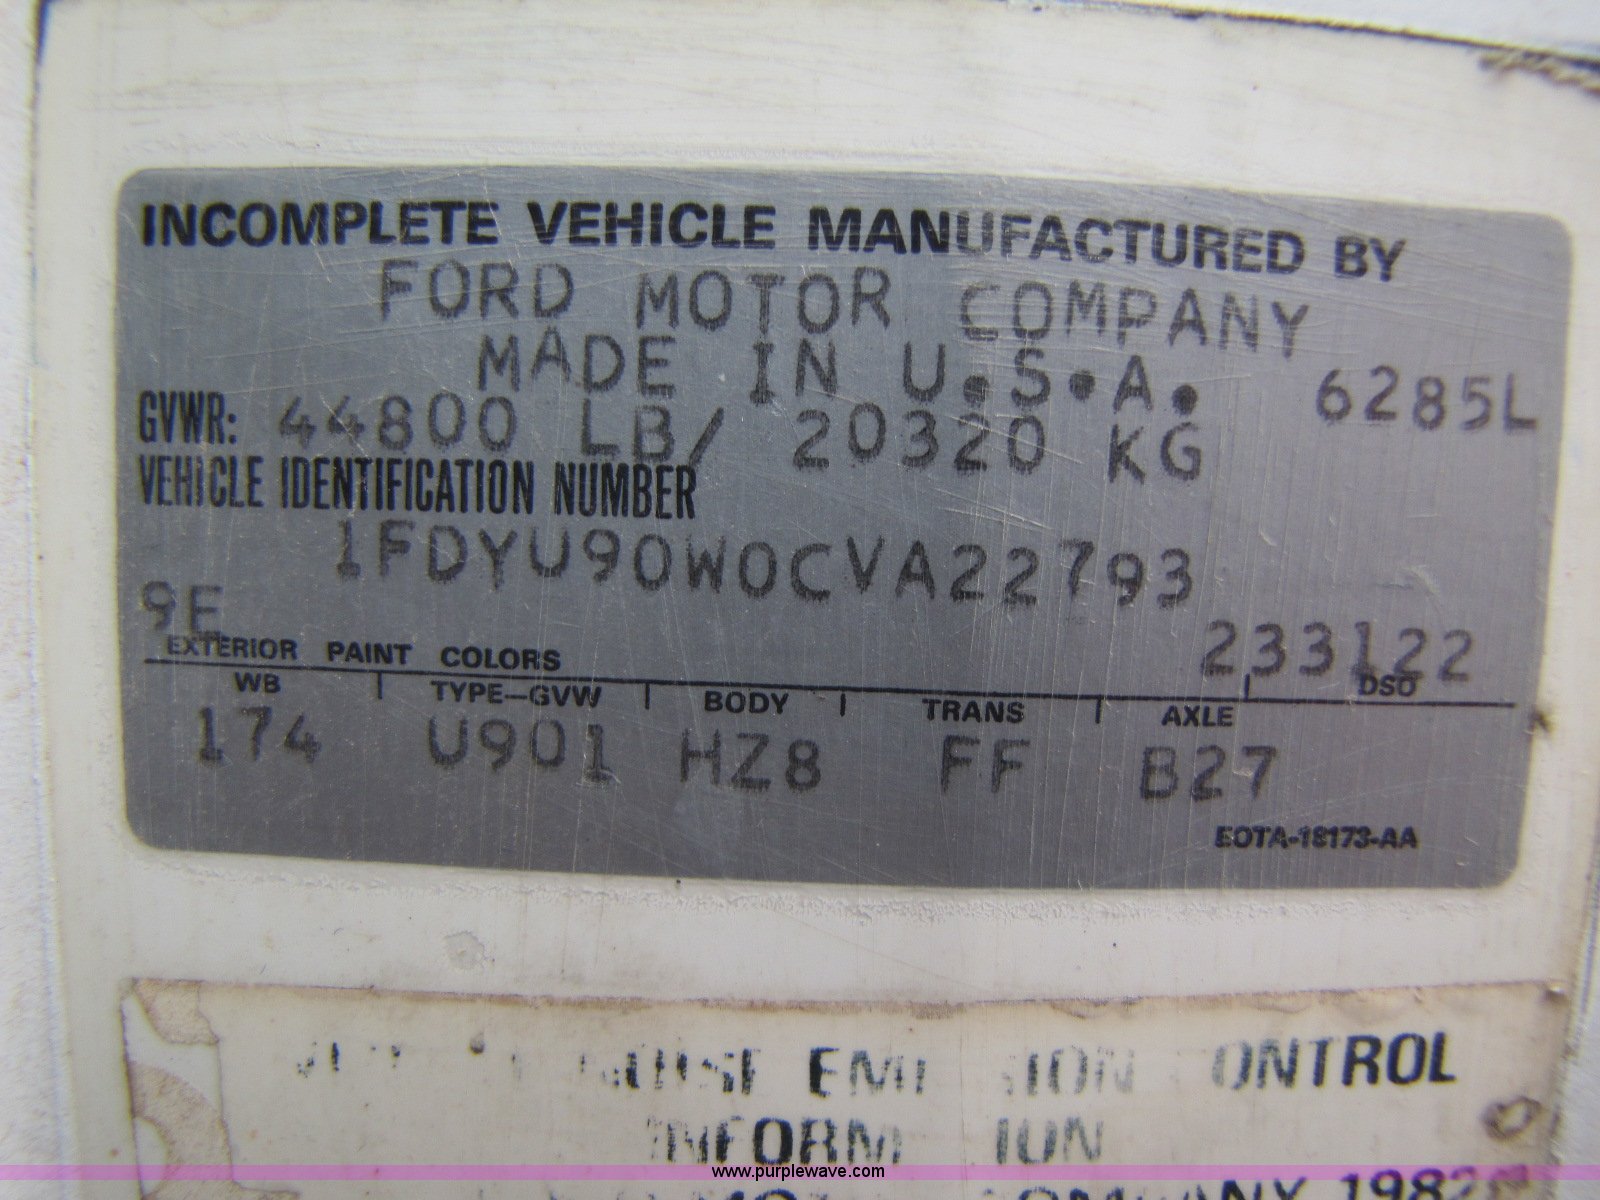 INCOMPLETE VEHICLE MANUFACTURED BY
FORD MOTOR COMPANY
MADE IN U.S.A.
6285L
GVWR: 44800 LB/ 20320 KG
VEHICLE IDENTIFICATION NUMBER
1FDYU90W0CVA22793
9E
233122
EXTERIOR PAINT COLORS
DSO
WB TYPE-GVW BODY TRANS AXLE
174 U901 HZ8 FF B27
EOTA-18173-AA
CONTROL
www.purplewave.com
1982